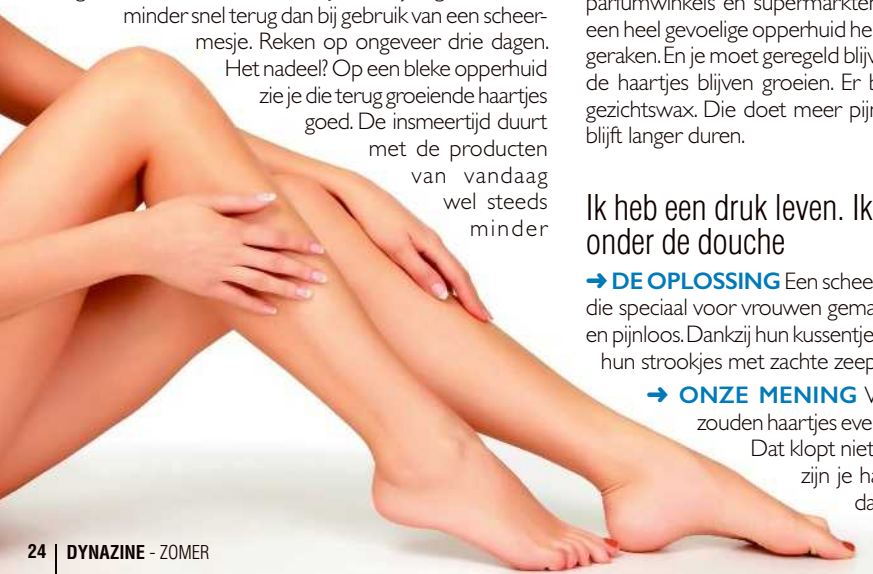 minder snel terug dan bij gebruik van een scheer-
mesje. Reken op ongeveer drie dagen.
Het nadeel? Op een bleke opperhuid
zie je die terug groeiende haartjes
goed. De insmeertijd duurt
met de producten
van vandaag
wel steeds
minder
parfumwinkels en supermarkten
een heel gevoelige opperhuid he
geraken. En je moet geregeld blijv
de haartjes blijven groeien. Er b
gezichtswax. Die doet meer pijn
blijft langer duren.
Ik heb een druk leven. Ik
onder de douche
➜ DE OPLOSSING Een schee
die speciaal voor vrouwen gema
en pijnloos. Dankzij hun kussentje
hun strookjes met zachte zeep
➜ ONZE MENING V
zouden haartjes eve
Dat klopt niet
zijn je ha
da
24 | DYNAZINE - ZOMER